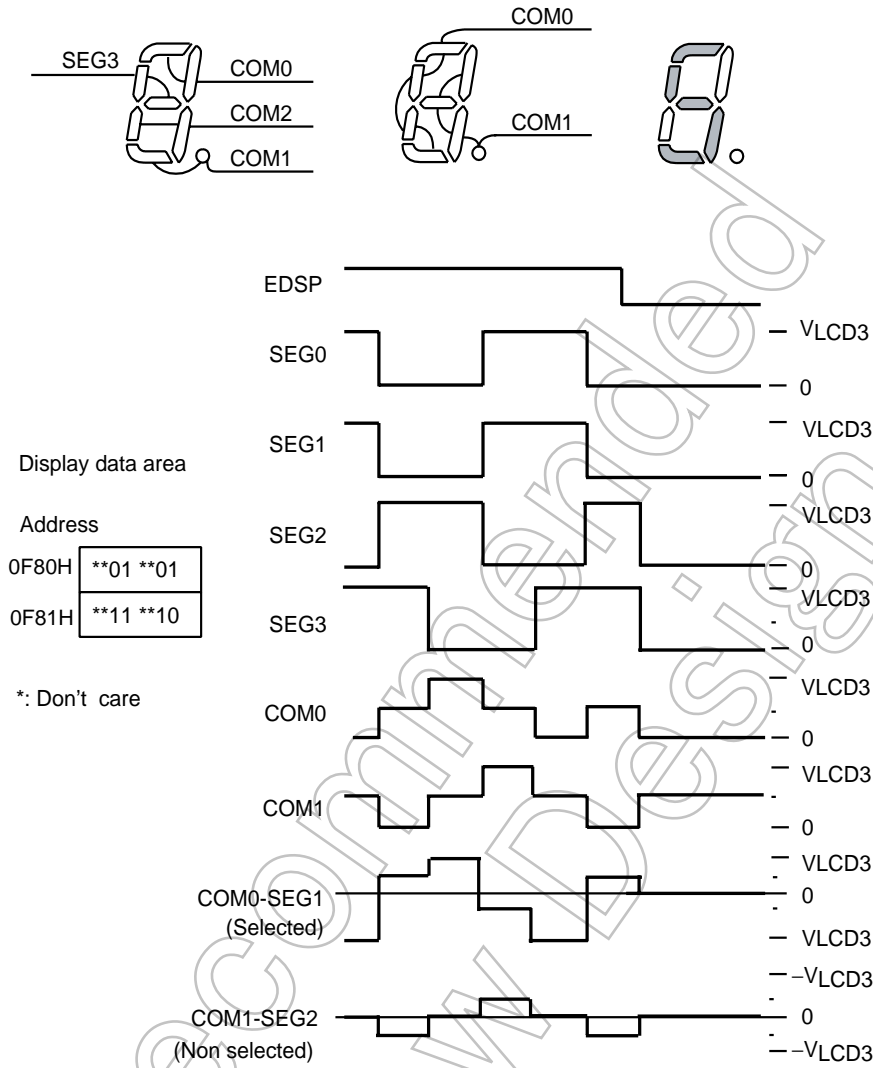 COM0
SEG3
COM0
COM2
COM1
COM1
EDSP
SEG0
VLCD3
0
SEG1
VLCD3
0
Display data area
Address
0F80H **01 **01
0F81H **11 **10
*: Don't care
SEG2
VLCD3
0
SEG3
VLCD3
0
COM0
VLCD3
0
COM1
VLCD3
0
COM0-SEG1
(Selected)
VLCD3
0
VLCD3
COM1-SEG2
(Non selected)
−VLCD3
0
−VLCD3
ecommended
w Design